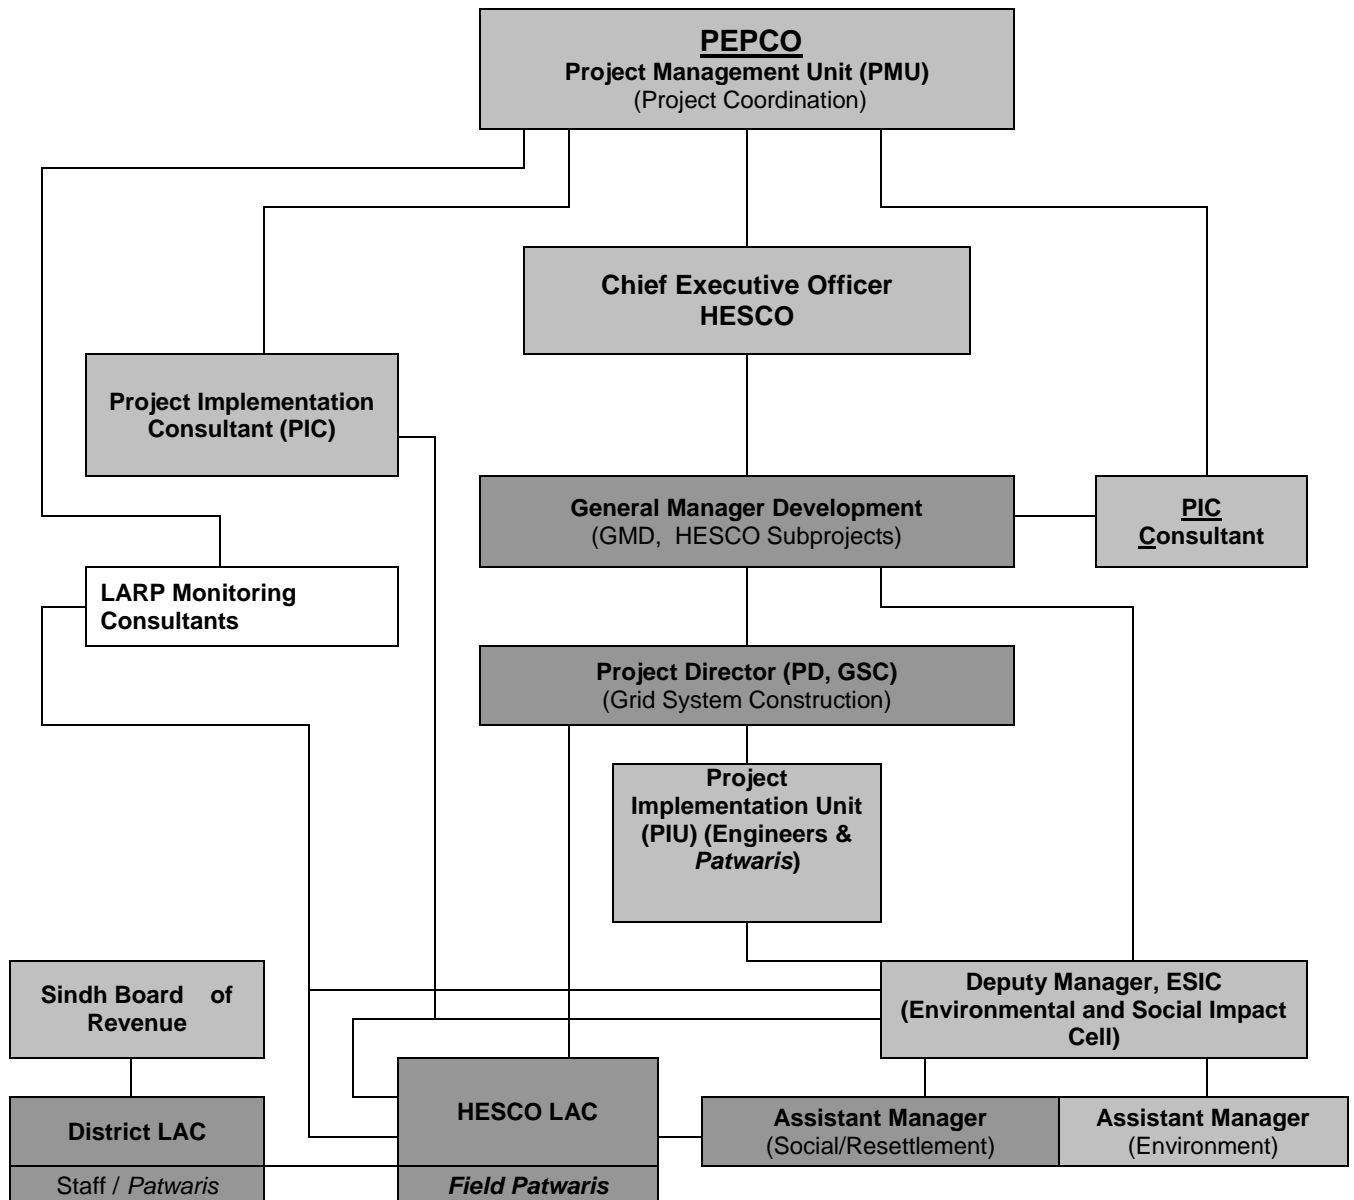 PEPCO
Project Management Unit (PMU)
(Project Coordination)
Chief Executive Officer
HESCO
Project Implementation
Consultant (PIC)
General Manager Development
(GMD, HESCO Subprojects)
PIC
Consultant
LARP Monitoring
Consultants
Project Director (PD, GSC)
(Grid System Construction)
Project
Implementation Unit
(PIU) (Engineers &
Patwaris)
Sindh Board of
Revenue
Deputy Manager, ESIC
(Environmental and Social Impact
Cell)
District LAC
Staff / Patwaris
HESCO LAC
Field Patwaris
Assistant Manager
(Social/Resettlement)
Assistant Manager
(Environment)